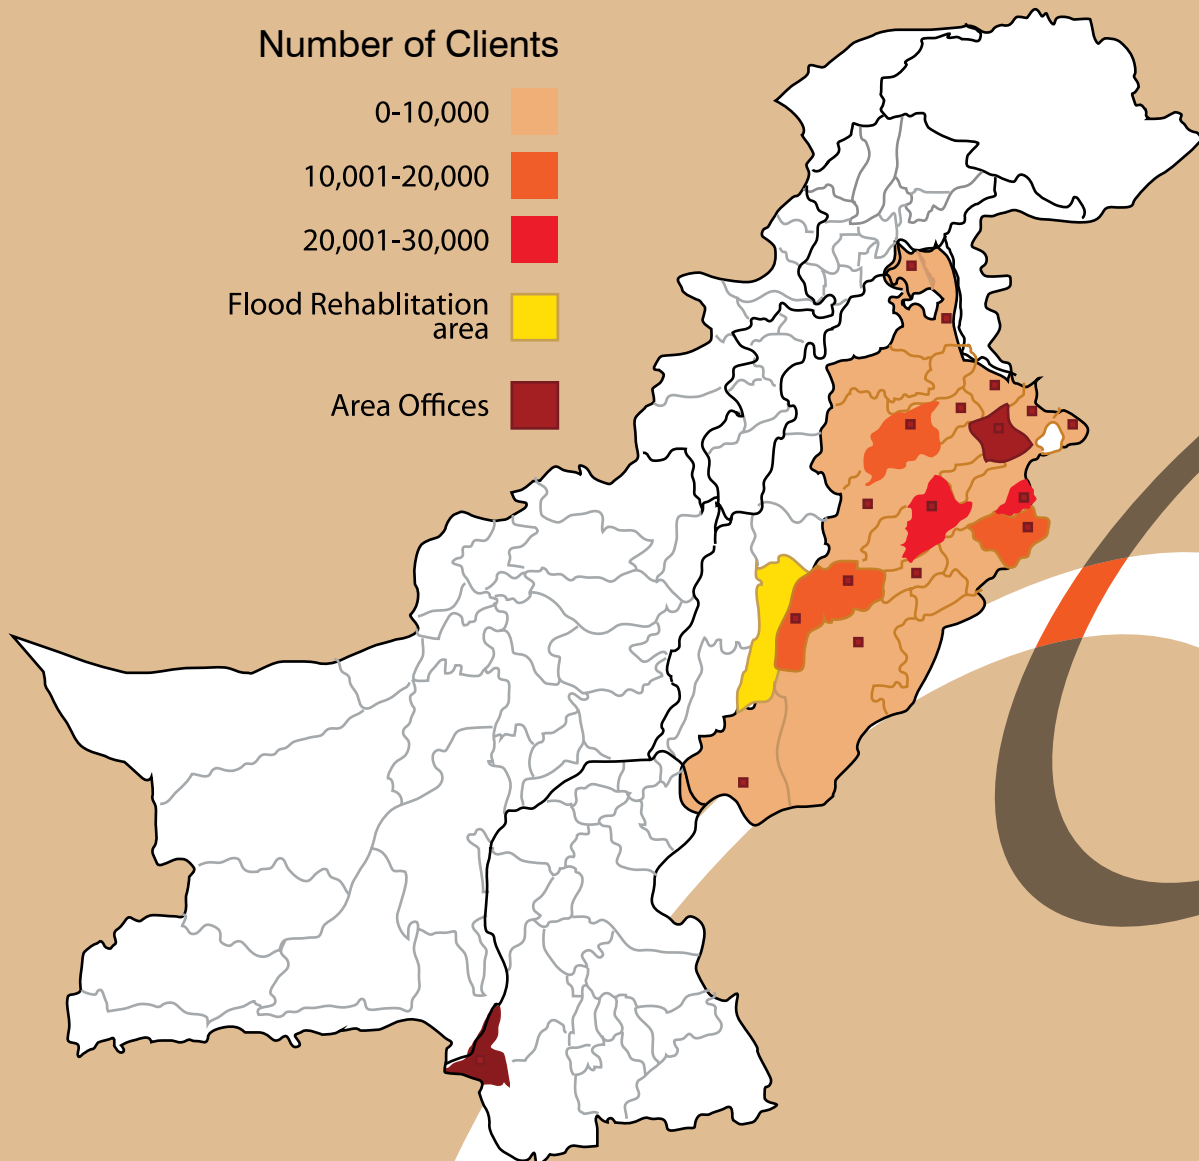 Number of Clients
0-10,000
10,001-20,000
20,001-30,000
Flood Rehablitation
area
Area Offices